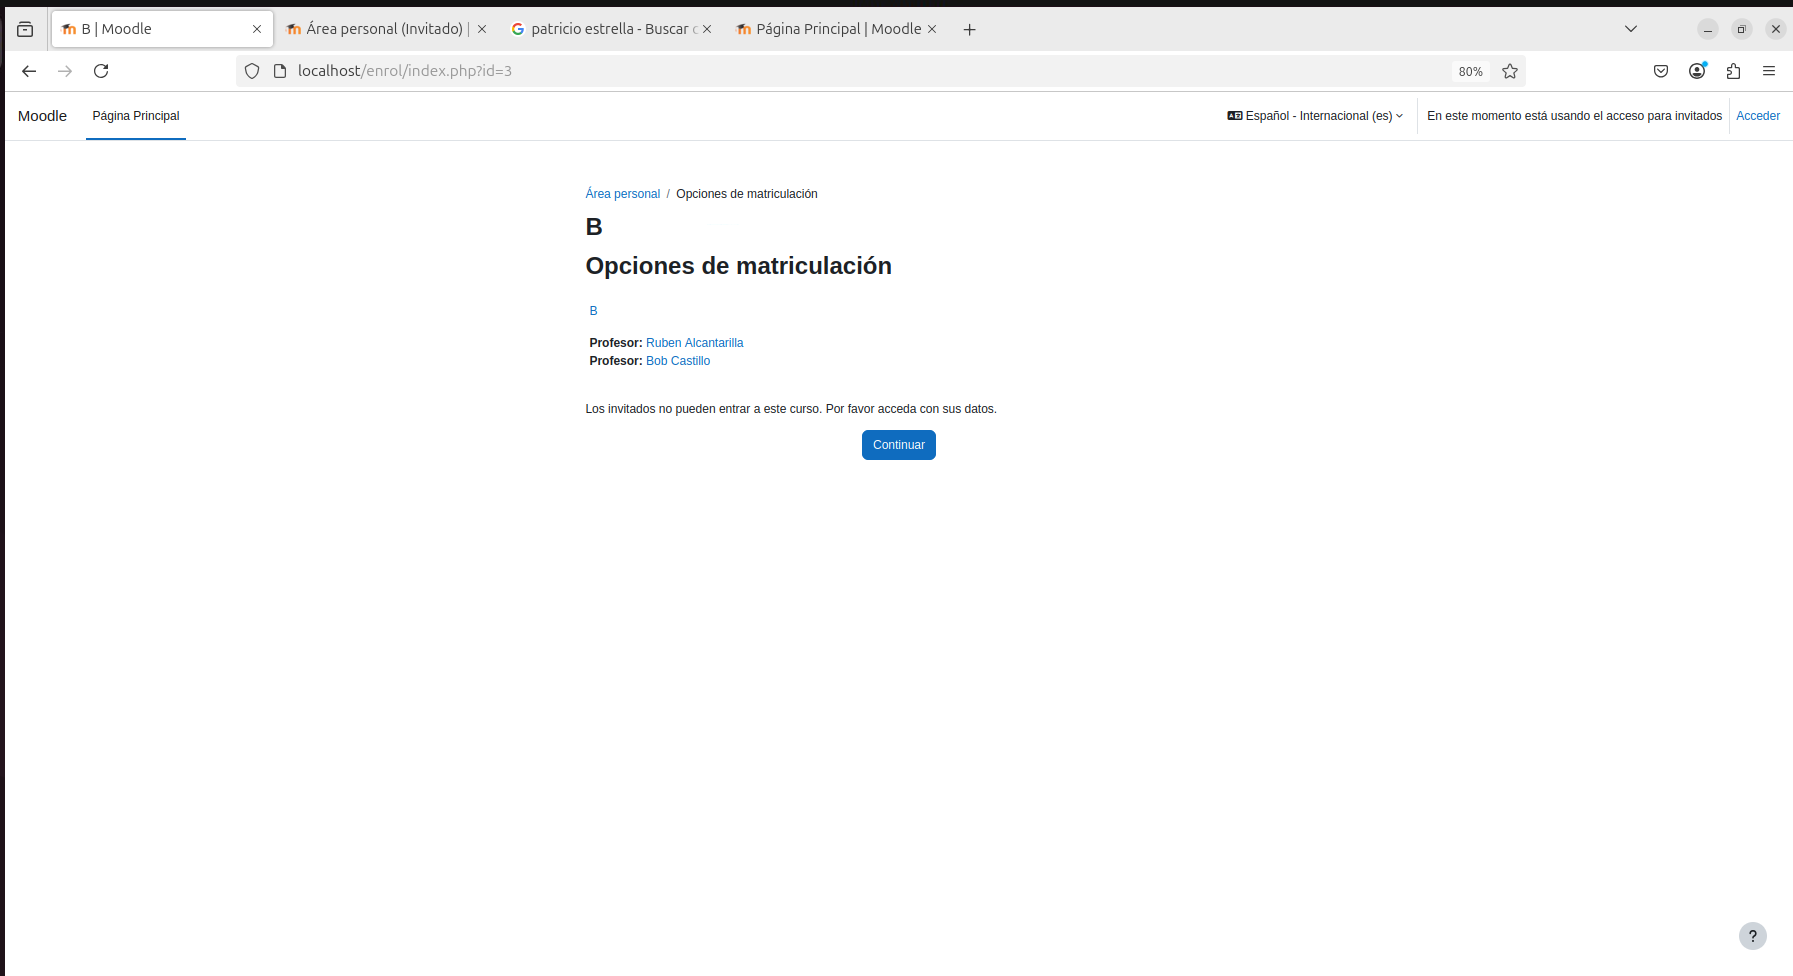 B | Moodle
Área personal (Invitado) |
patricio estrella - Buscar c
Página Principal | Moodle
localhost/enrol/index.php?id=3
80%
Moodle
Página Principal
Español - Internacional (es)
En este momento está usando el acceso para invitados
Acceder
Área personal / Opciones de matriculación
B
Opciones de matriculación
B
Profesor: Ruben Alcantarilla
Profesor: Bob Castillo
Los invitados no pueden entrar a este curso. Por favor acceda con sus datos.
Continuar
?